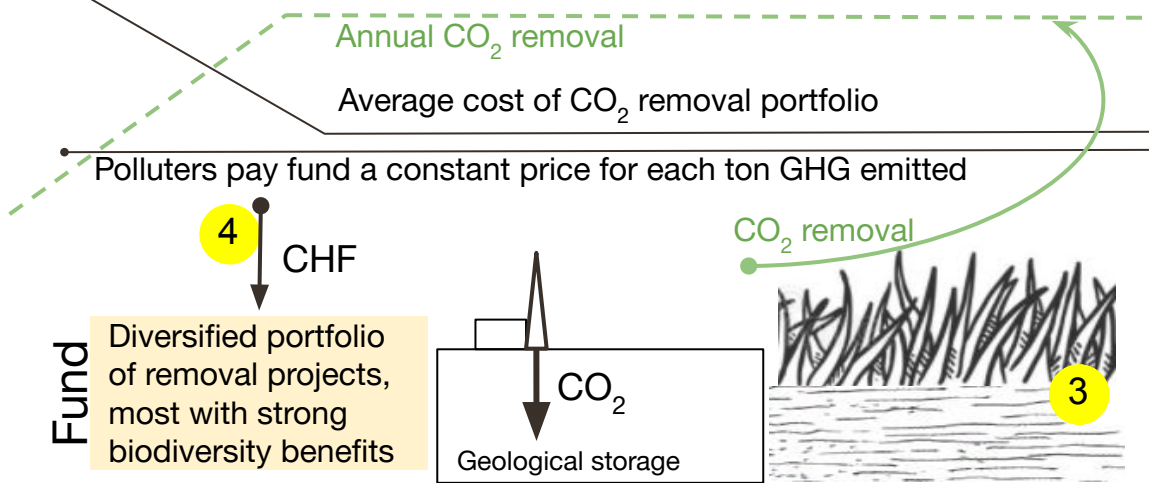 Annual CO₂ removal
Average cost of CO₂ removal portfolio
Polluters pay fund a constant price for each ton GHG emitted
4
CHF
CO₂ removal
Fund
Diversified portfolio
of removal projects,
most with strong
biodiversity benefits
CO₂
Geological storage
3